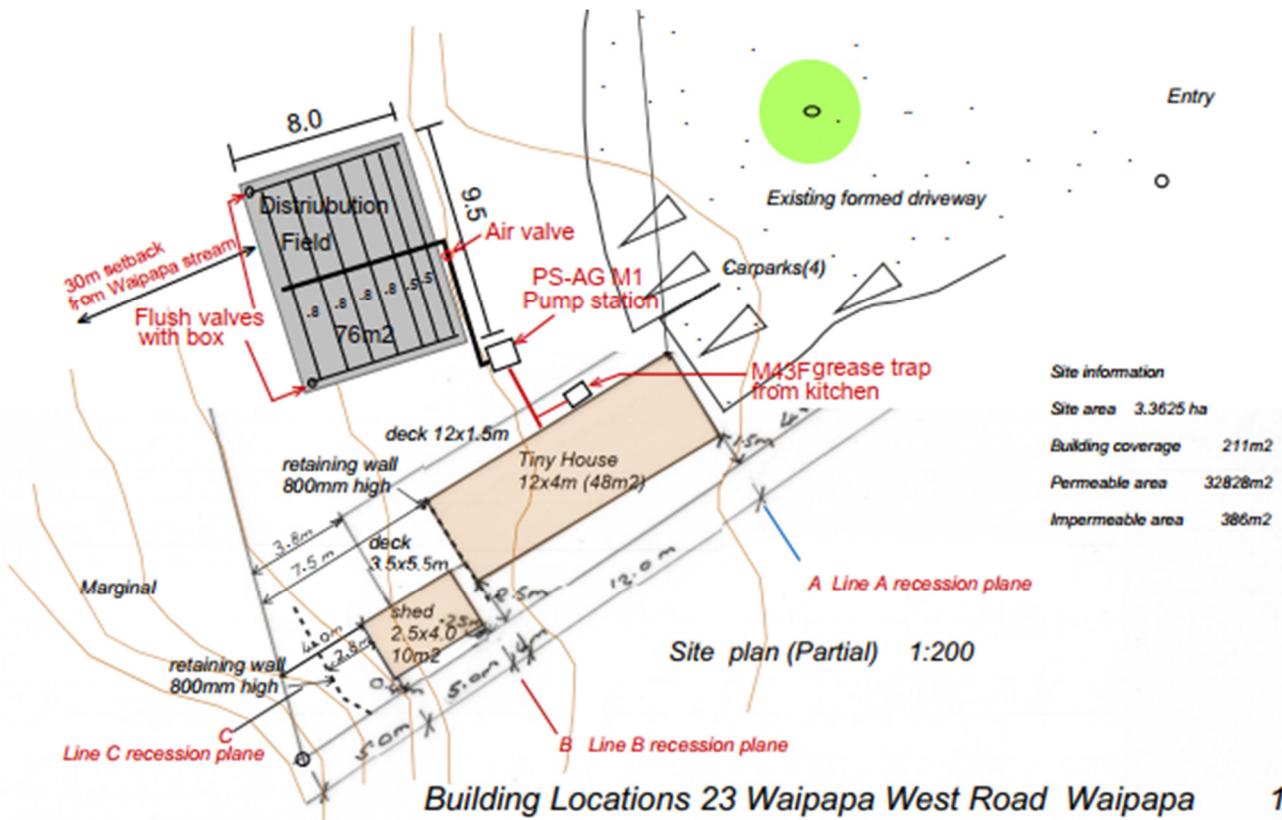 Entry
8.0
Distriubution
Field
9.5
Existing formed driveway
Air valve
30m setback
from Waipapa stream
PS-AG M1
Pump station
Carparks(4)
.8 .8 .8 .8 .5 .5
Flush valves
with box
76m2
M43F grease trap
from kitchen
Site information
Site area 3.3625 ha
Building coverage 211m2
Permeable area 32828m2
Impermeable area 386m2
deck 12x1.5m
1.5m
retaining wall
800mm high
Tiny House
12x4m (48m2)
3.8m
7.5m
deck
3.5x5.5m
12.0m
Marginal
A Line A recession plane
shed
2.5x4.0
10m2
4.0m
2.8m
Site plan (Partial) 1:200
retaining wall
800mm high
5.0m
5.0m
C
Line C recession plane
B Line B recession plane
Building Locations 23 Waipapa West Road Waipapa 1